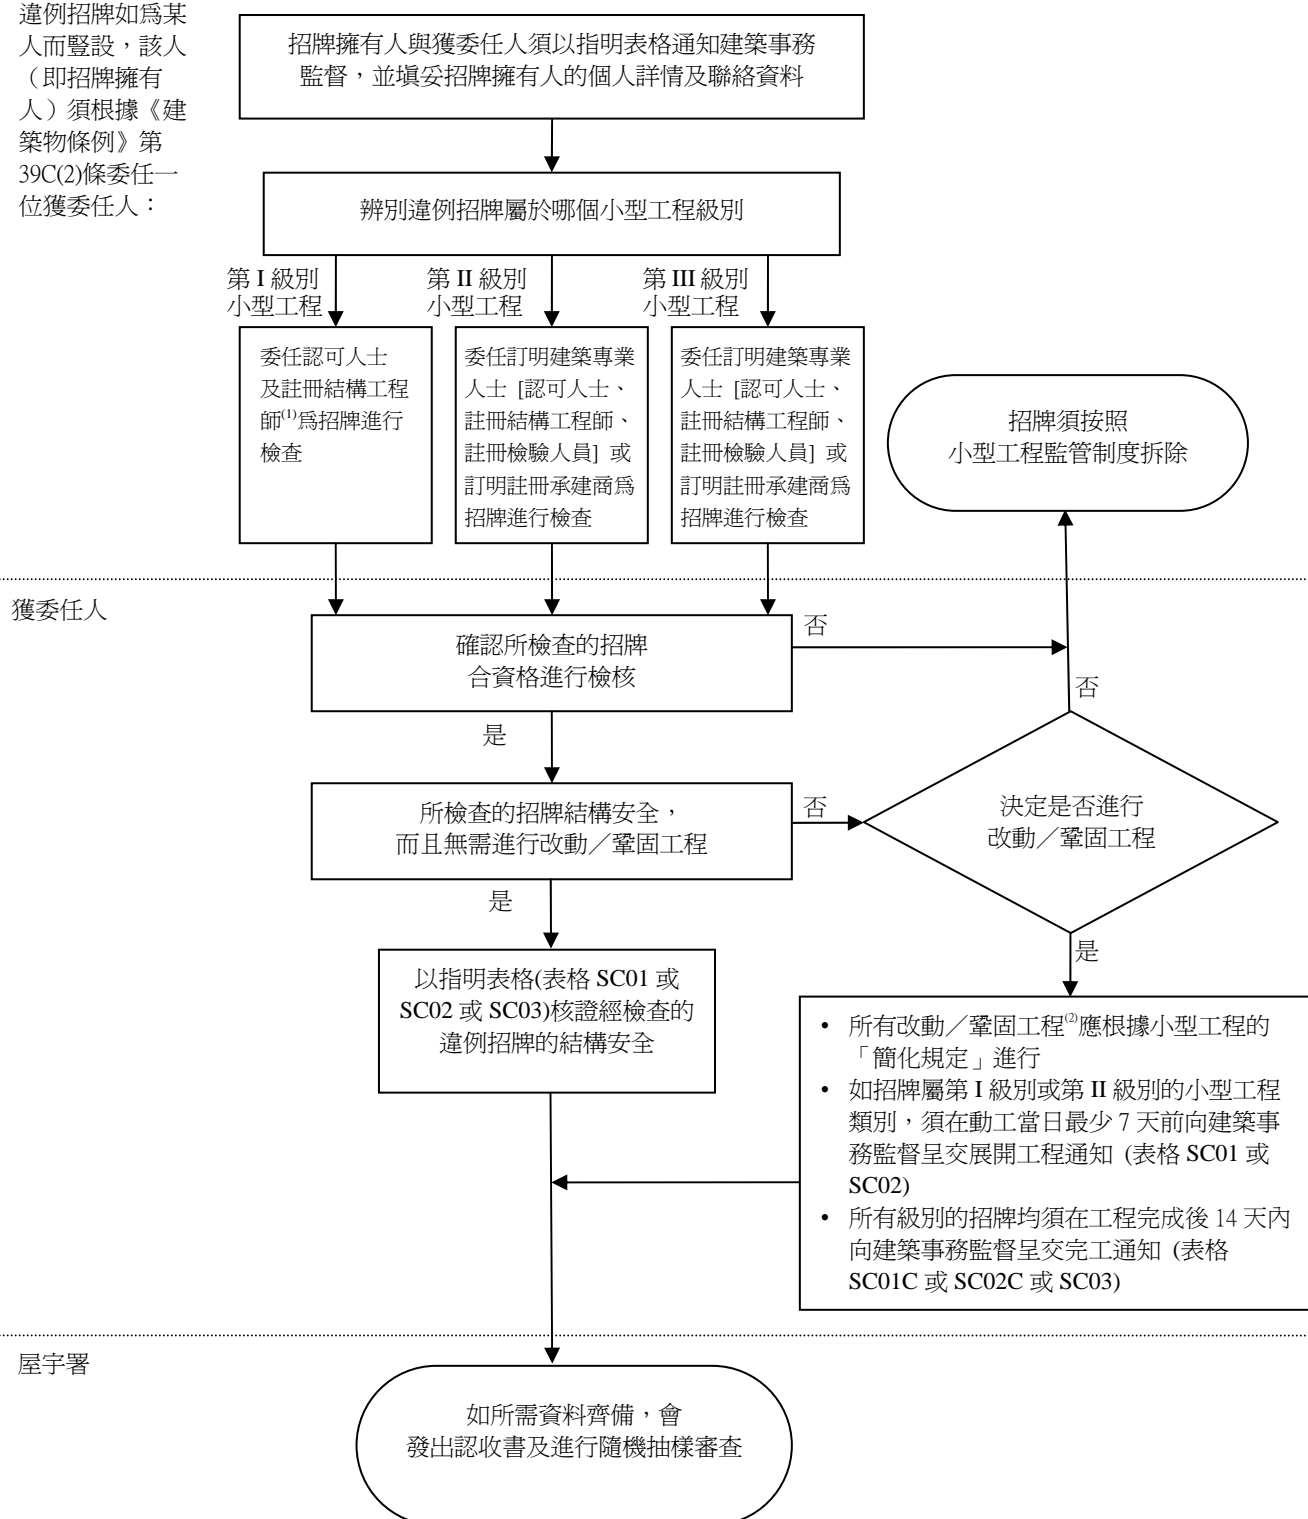 違例招牌如爲某
人而豎設，該人
（即招牌擁有
人）須根據《建
築物條例》第
39C(2)條委任一
位獲委任人：
招牌擁有人與獲委任人須以指明表格通知建築事務
監督，並填妥招牌擁有人的個人詳情及聯絡資料
辨別違例招牌屬於哪個小型工程級別
第 I 級別
小型工程
第 II 級別
小型工程
第 III 級別
小型工程
委任認可人士
及註冊結構工程
師(1)爲招牌進行
檢查
委任訂明建築專業
人士 [認可人士、
註冊結構工程師、
註冊檢驗人員] 或
訂明註冊承建商爲
招牌進行檢查
委任訂明建築專業
人士 [認可人士、
註冊結構工程師、
註冊檢驗人員] 或
訂明註冊承建商爲
招牌進行檢查
招牌須按照
小型工程監管制度拆除
獲委任人
確認所檢查的招牌
合資格進行檢核
否
否
是
所檢查的招牌結構安全，
而且無需進行改動／鞏固工程
否
決定是否進行
改動／鞏固工程
是
是
以指明表格(表格 SC01 或
SC02 或 SC03)核證經檢查的
違例招牌的結構安全
• 所有改動／鞏固工程(2)應根據小型工程的
「簡化規定」進行
• 如招牌屬第 I 級別或第 II 級別的小型工程
類別，須在動工當日最少 7 天前向建築事
務監督呈交展開工程通知 (表格 SC01 或
SC02)
• 所有級別的招牌均須在工程完成後 14 天內
向建築事務監督呈交完工通知 (表格
SC01C 或 SC02C 或 SC03)
屋宇署
如所需資料齊備，會
發出認收書及進行隨機抽樣審查